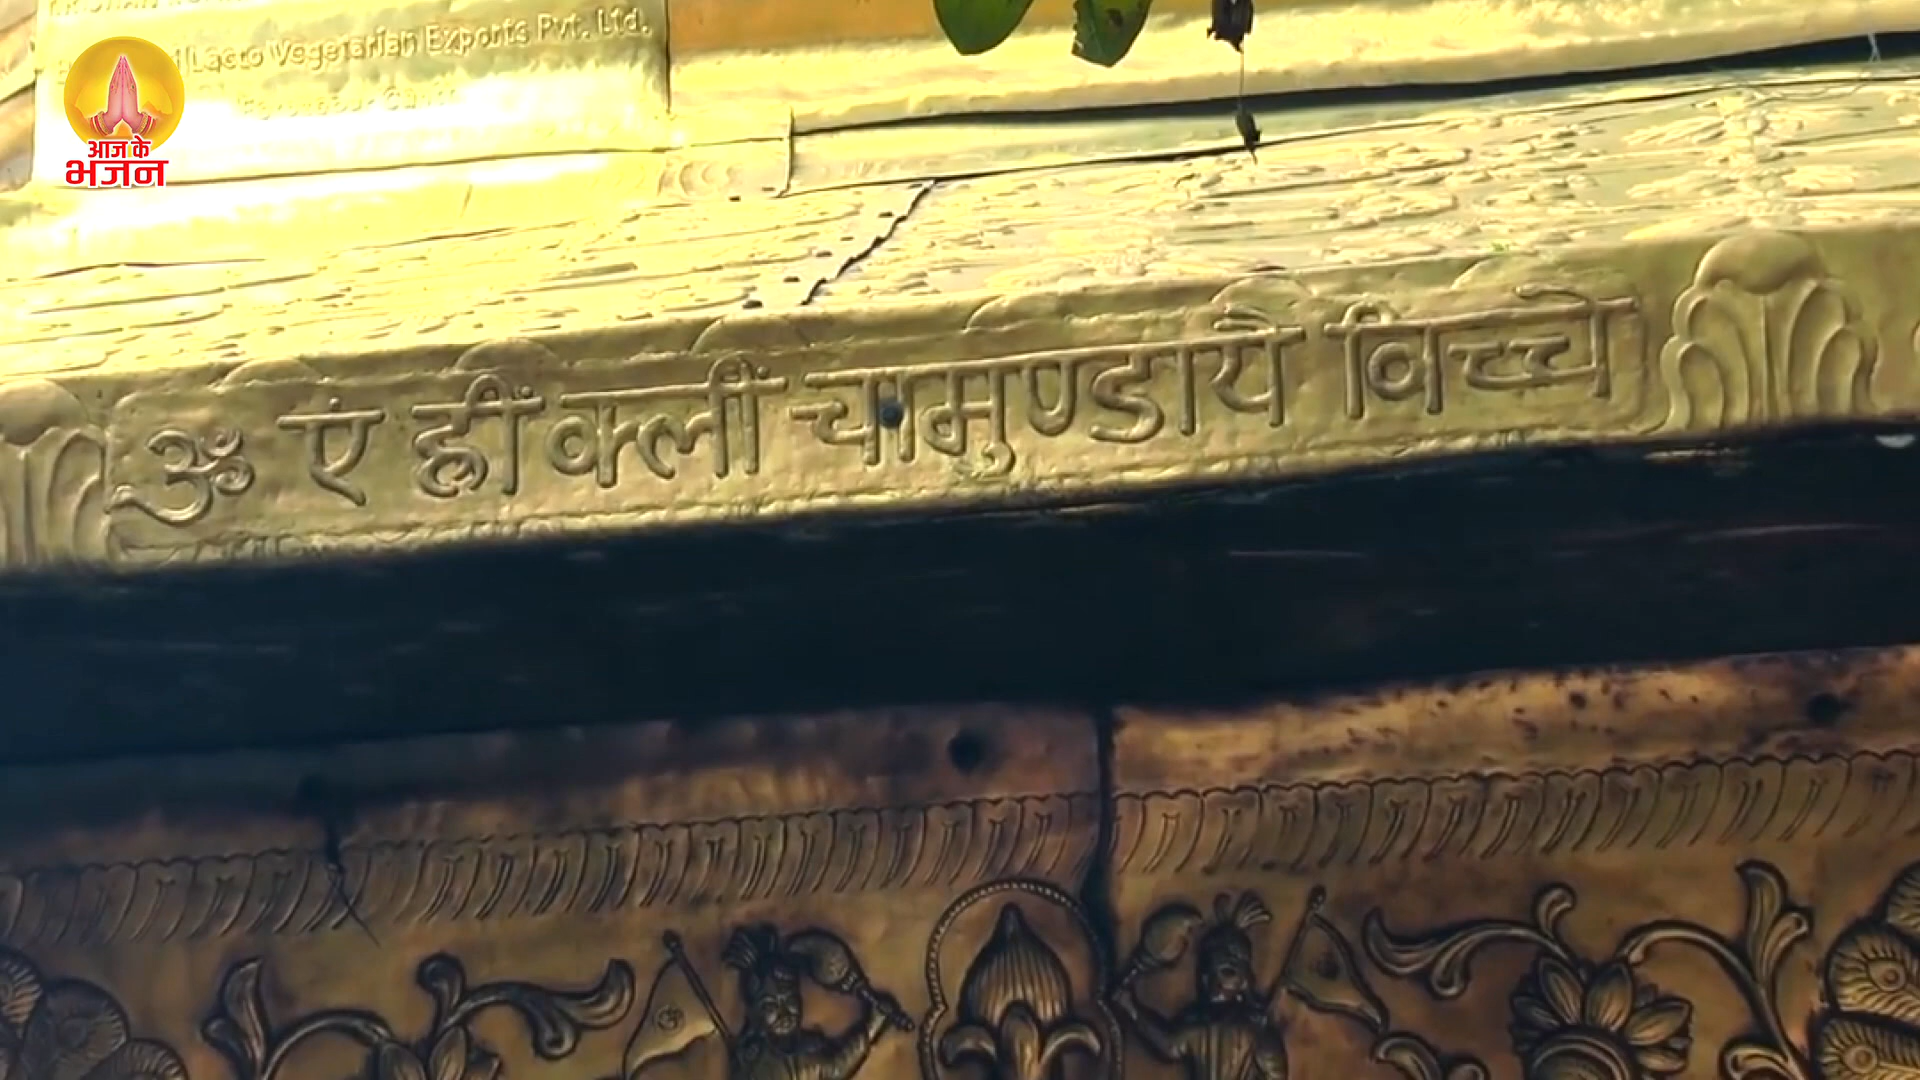 Lacto Vegetarian Exports Pvt. Ltd.
आज के
भजन
ॐ एं ह्रीं क्लीं चामुण्डायै विच्चे